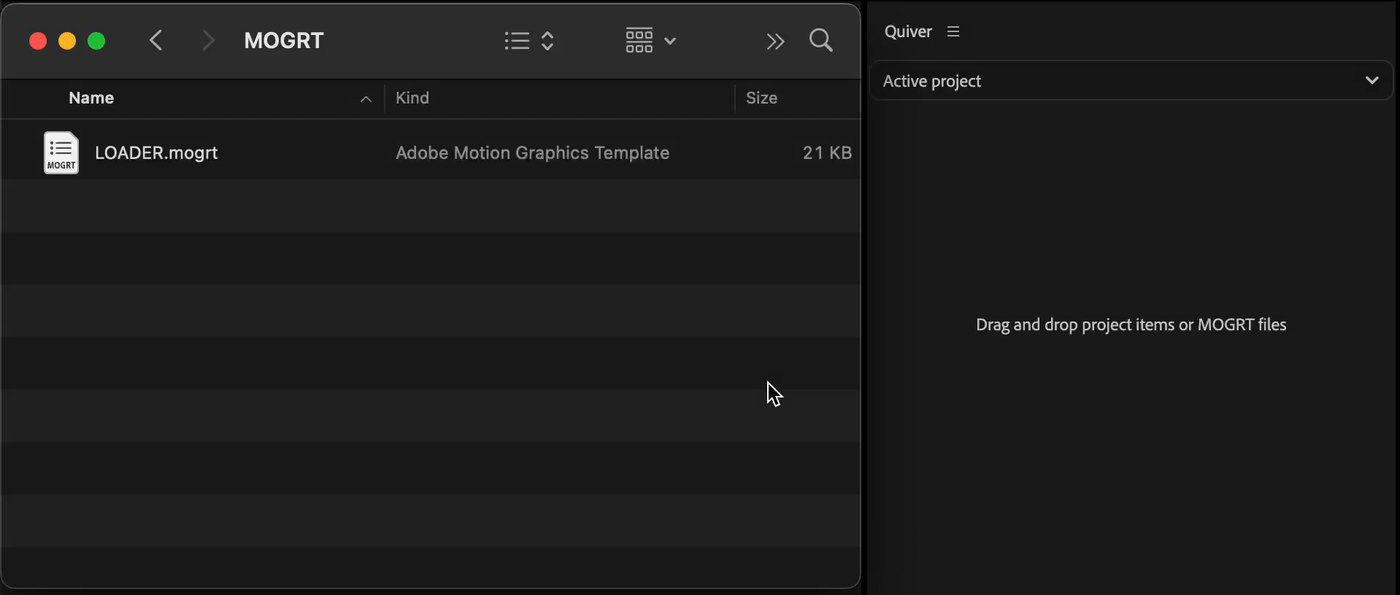 MOGRT
Name
Kind
Size
MOGRT
LOADER.mogrt
Adobe Motion Graphics Template
21 KB
Quiver
Active project
Drag and drop project items or MOGRT files